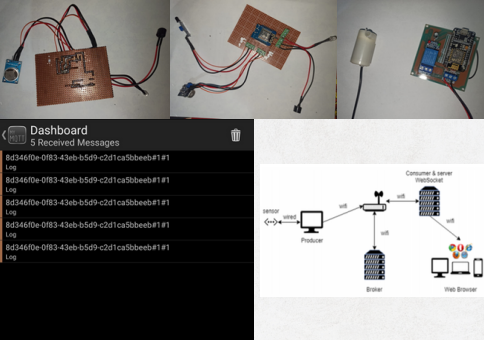 MQTT
Dashboard
5 Received Messages
8d346f0e-0f83-43eb-b5d9-c2d1ca5bbeeb#1#1
Log
8d346f0e-0f83-43eb-b5d9-c2d1ca5bbeeb#1#1
Log
8d346f0e-0f83-43eb-b5d9-c2d1ca5bbeeb#1#1
Log
8d346f0e-0f83-43eb-b5d9-c2d1ca5bbeeb#1#1
Log
8d346f0e-0f83-43eb-b5d9-c2d1ca5bbeeb#1#1
Log
Consumer & server
WebSocket
sensor
wired
wifi
wifi
wifi
wifi
Producer
Broker
Web Browser